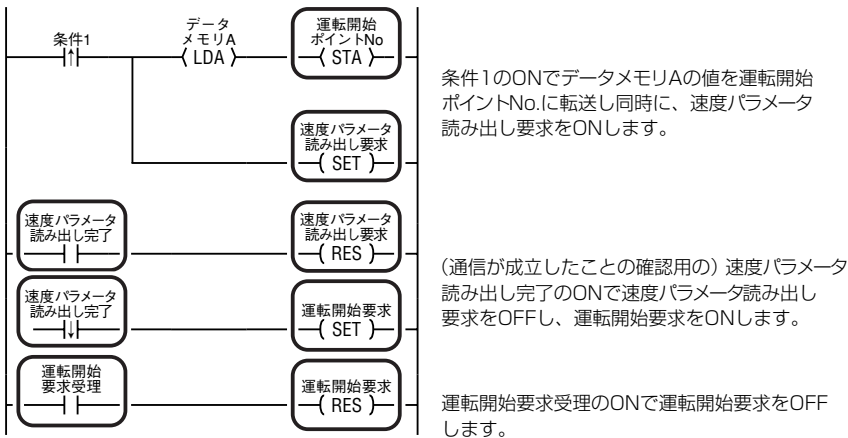 条件1
データ
メモリA
LDA
運転開始
ポイントNo
STA
条件1のONでデータメモリAの値を運転開始
ポイントNo.に転送し同時に、速度パラメータ
読み出し要求をONします。
速度パラメータ
読み出し要求
SET
速度パラメータ
読み出し完了
速度パラメータ
読み出し要求
RES
(通信が成立したことの確認用の) 速度パラメータ
読み出し完了のONで速度パラメータ読み出し
要求をOFFし、運転開始要求をONします。
速度パラメータ
読み出し完了
運転開始要求
SET
運転開始
要求受理
運転開始要求
RES
運転開始要求受理のONで運転開始要求をOFF
します。